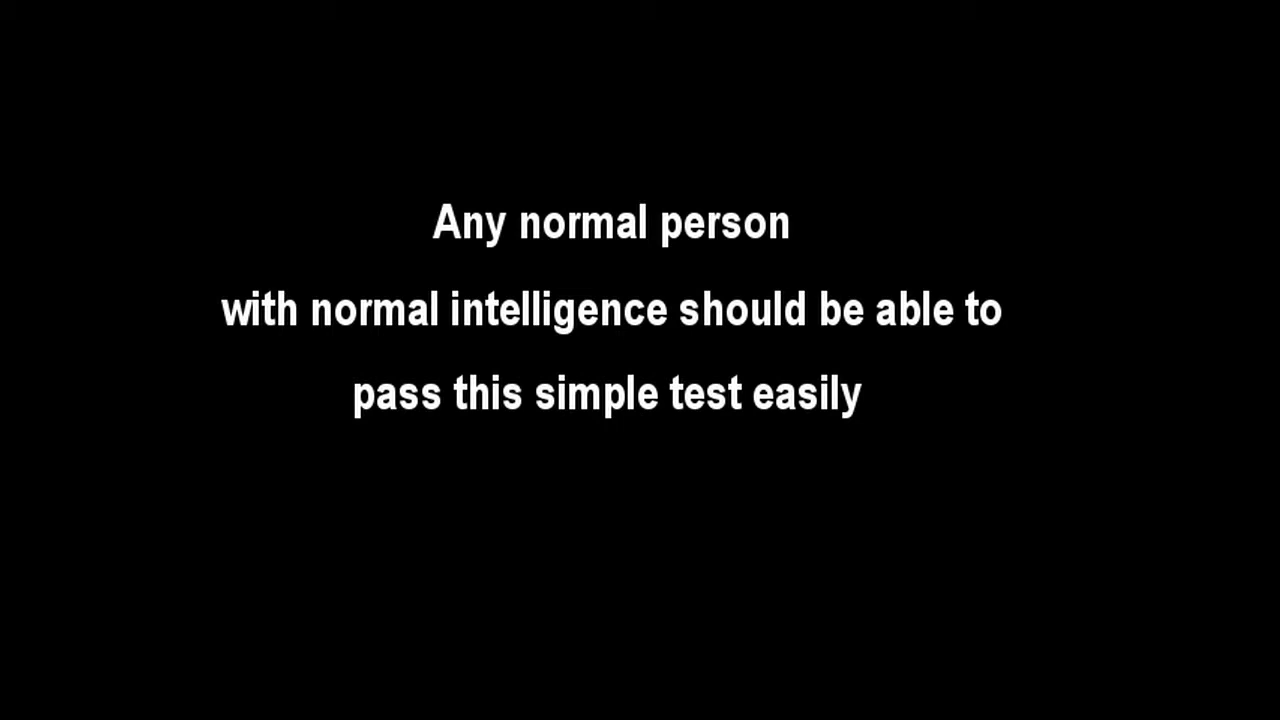 Any normal person
with normal intelligence should be able to
pass this simple test easily